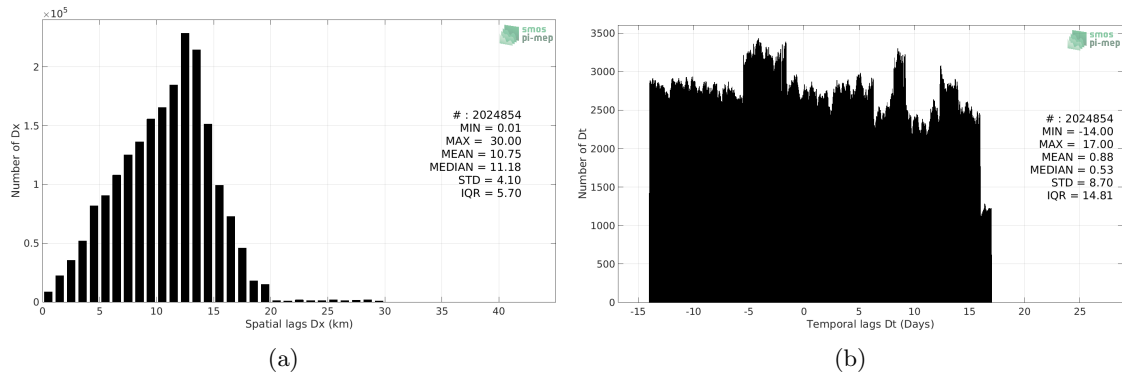 ×10⁵
2
1.5
1
0.5
0
Number of Dx
smos
pi-mep
# : 2024854
MIN = 0.01
MAX = 30.00
MEAN = 10.75
MEDIAN = 11.18
STD = 4.10
IQR = 5.70
0 5 10 15 20 25 30 35 40
Spatial lags Dx (km)
(a)
3500
3000
2500
2000
1500
1000
500
0
Number of Dt
smos
pi-mep
# : 2024854
MIN = -14.00
MAX = 17.00
MEAN = 0.88
MEDIAN = 0.53
STD = 8.70
IQR = 14.81
-15 -10 -5 0 5 10 15 20 25
Temporal lags Dt (Days)
(b)